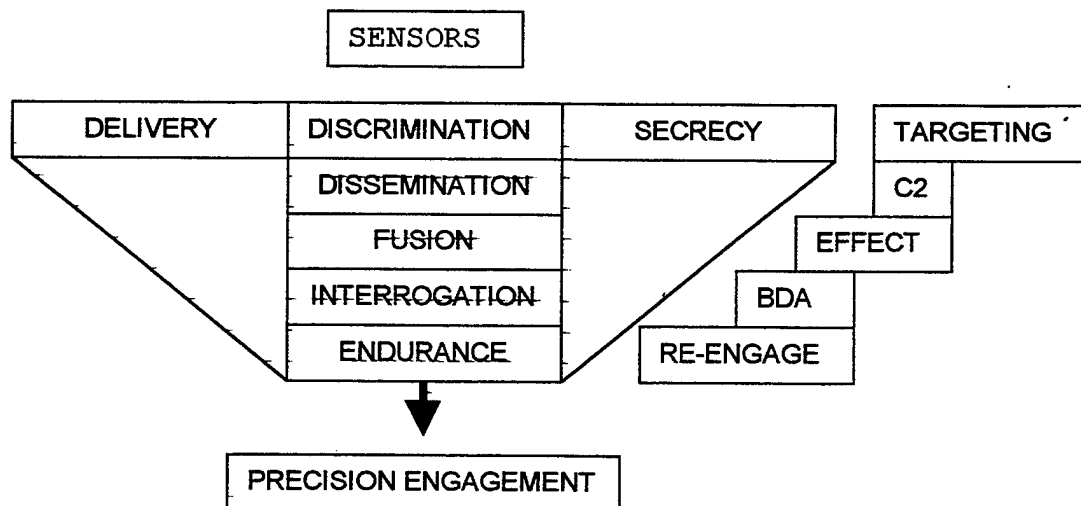 SENSORS
DELIVERY DISCRIMINATION SECRECY TARGETING
DISSEMINATION C2
FUSION EFFECT
INTERROGATION BDA
ENDURANCE RE-ENGAGE
PRECISION ENGAGEMENT